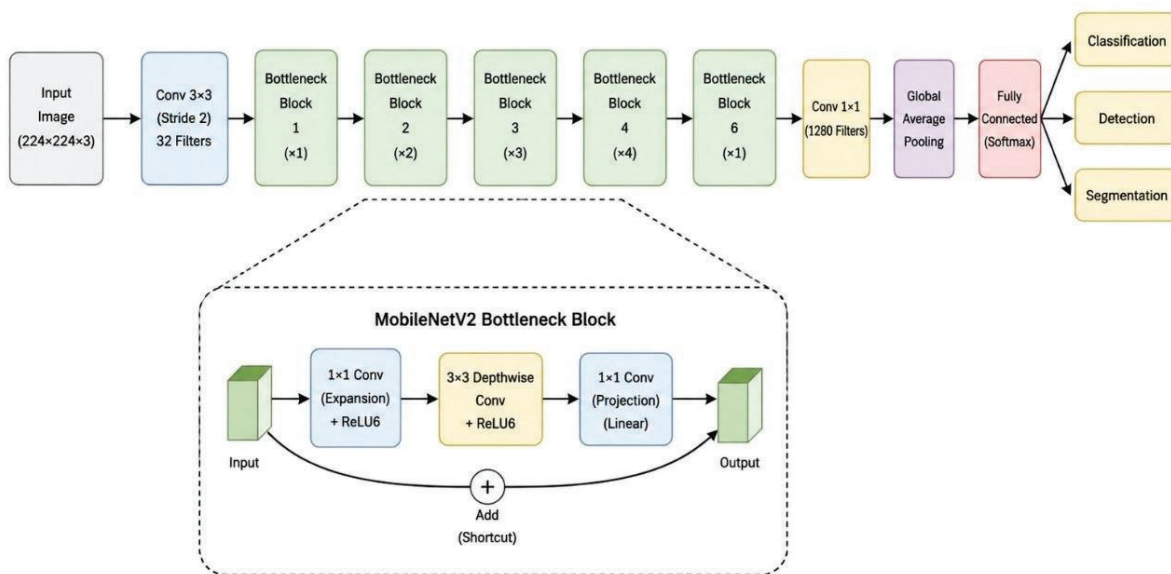 Input
Image
(224×224×3)
Conv 3×3
(Stride 2)
32 Filters
Bottleneck
Block
1
(×1)
Bottleneck
Block
2
(×2)
Bottleneck
Block
3
(×3)
Bottleneck
Block
4
(×4)
Bottleneck
Block
6
(×1)
Conv 1×1
(1280 Filters)
Global
Average
Pooling
Fully
Connected
(Softmax)
Classification
Detection
Segmentation
MobileNetV2 Bottleneck Block
Input
1×1 Conv
(Expansion)
+ ReLU6
3×3 Depthwise
Conv
+ ReLU6
1×1 Conv
(Projection)
(Linear)
Output
+
Add
(Shortcut)